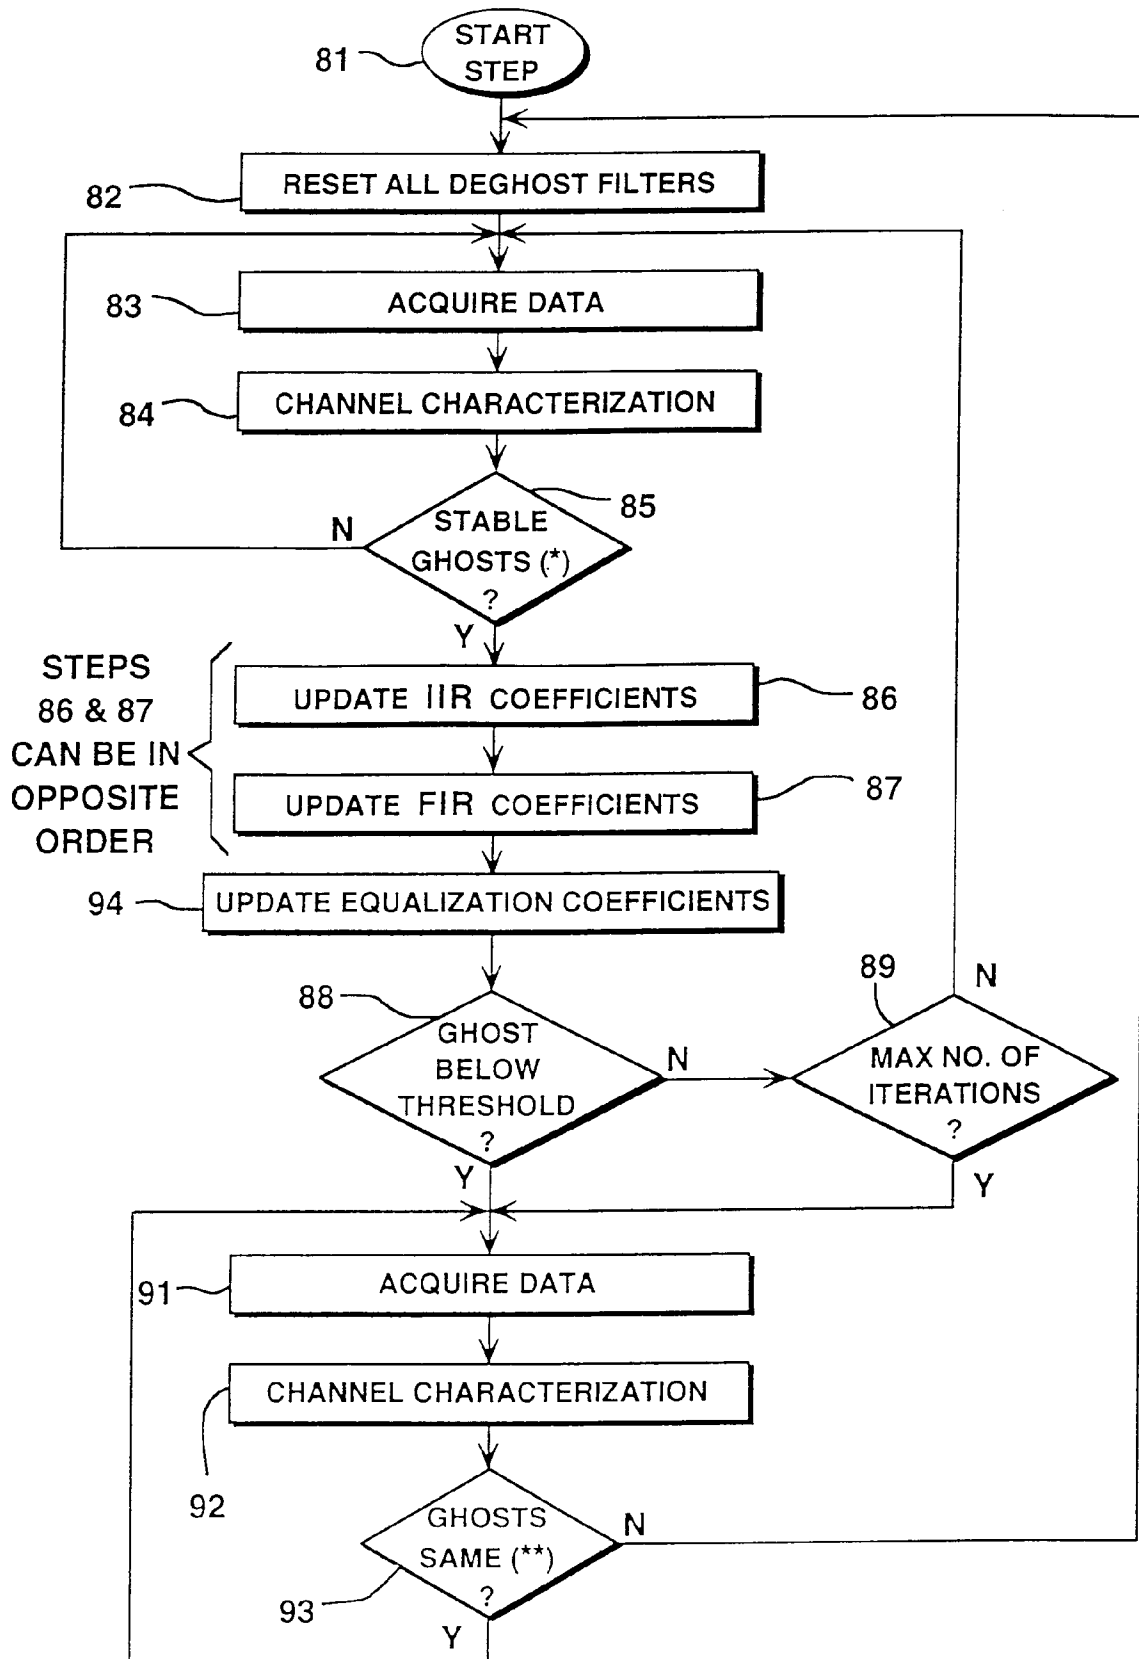 START
STEP
81
RESET ALL DEGHOST FILTERS
82
ACQUIRE DATA
83
CHANNEL CHARACTERIZATION
84
85
N
STABLE
GHOSTS (*)
?
Y
STEPS
86 & 87
CAN BE IN
OPPOSITE
ORDER
UPDATE IIR COEFFICIENTS
86
UPDATE FIR COEFFICIENTS
87
94
UPDATE EQUALIZATION COEFFICIENTS
88
GHOST
BELOW
THRESHOLD
?
N
Y
89
N
MAX NO. OF
ITERATIONS
?
Y
ACQUIRE DATA
91
CHANNEL CHARACTERIZATION
92
GHOSTS
SAME (**)
?
N
93
Y